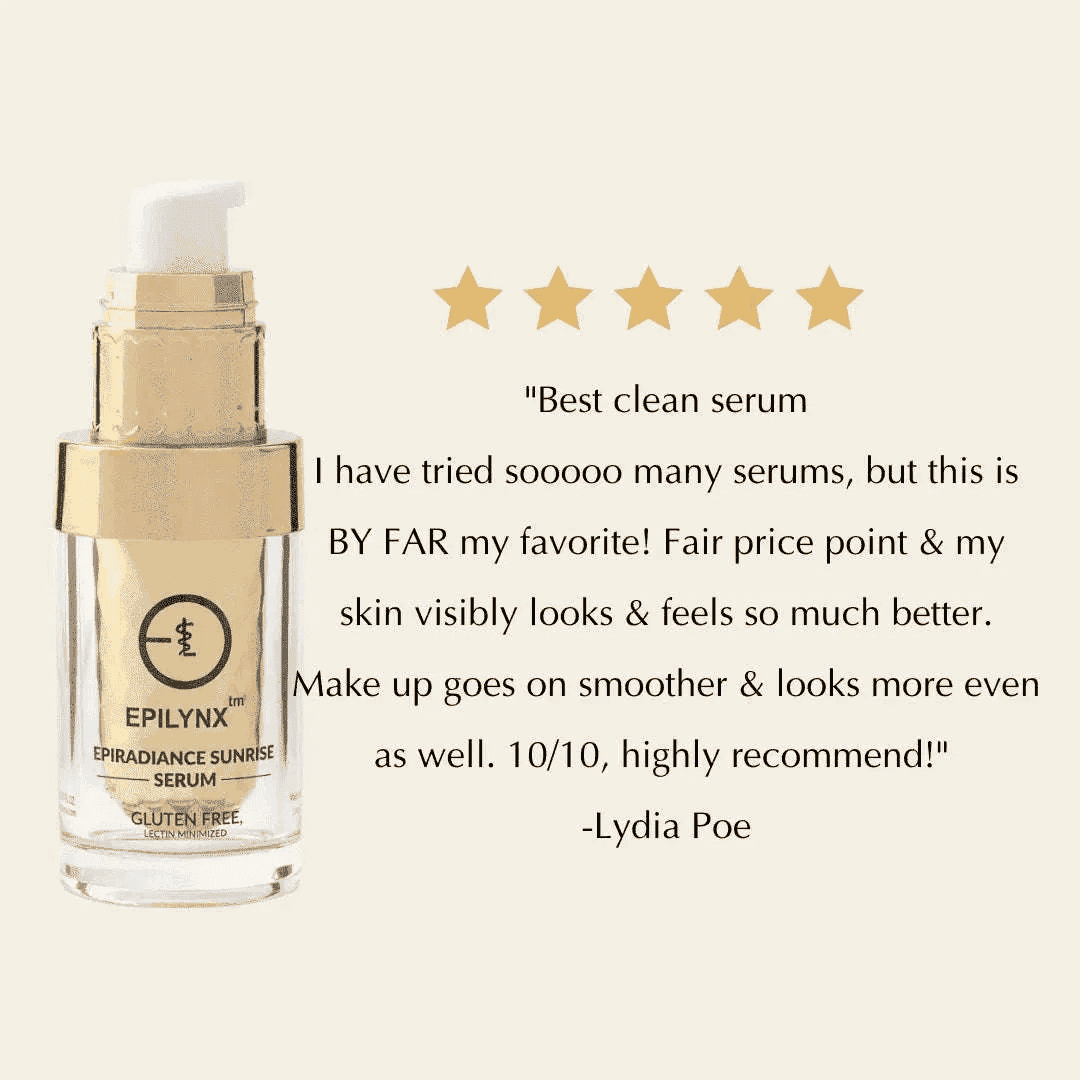 "Best clean serum
I have tried sooooo many serums, but this is
BY FAR my favorite! Fair price point & my
skin visibly looks & feels so much better.
Make up goes on smoother & looks more even
as well. 10/10, highly recommend!"
-Lydia Poe
EPILYNX tm
EPIRADIANCE SUNRISE
SERUM
GLUTEN FREE,
LECTIN MINIMIZED